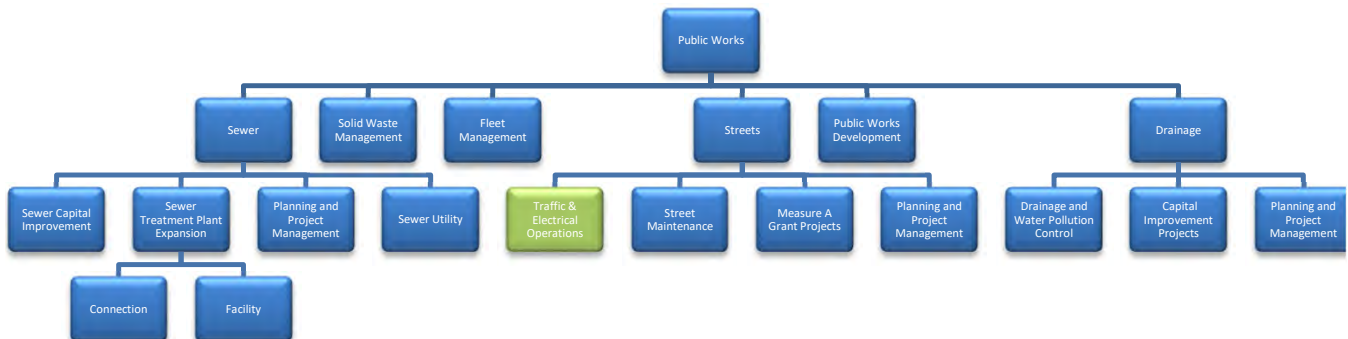 Public Works
Sewer
Solid Waste
Management
Fleet
Management
Streets
Public Works
Development
Drainage
Sewer Capital
Improvement
Sewer
Treatment Plant
Expansion
Planning and
Project
Management
Sewer Utility
Traffic &
Electrical
Operations
Street
Maintenance
Measure A
Grant Projects
Planning and
Project
Management
Drainage and
Water Pollution
Control
Capital
Improvement
Projects
Planning and
Project
Management
Connection
Facility